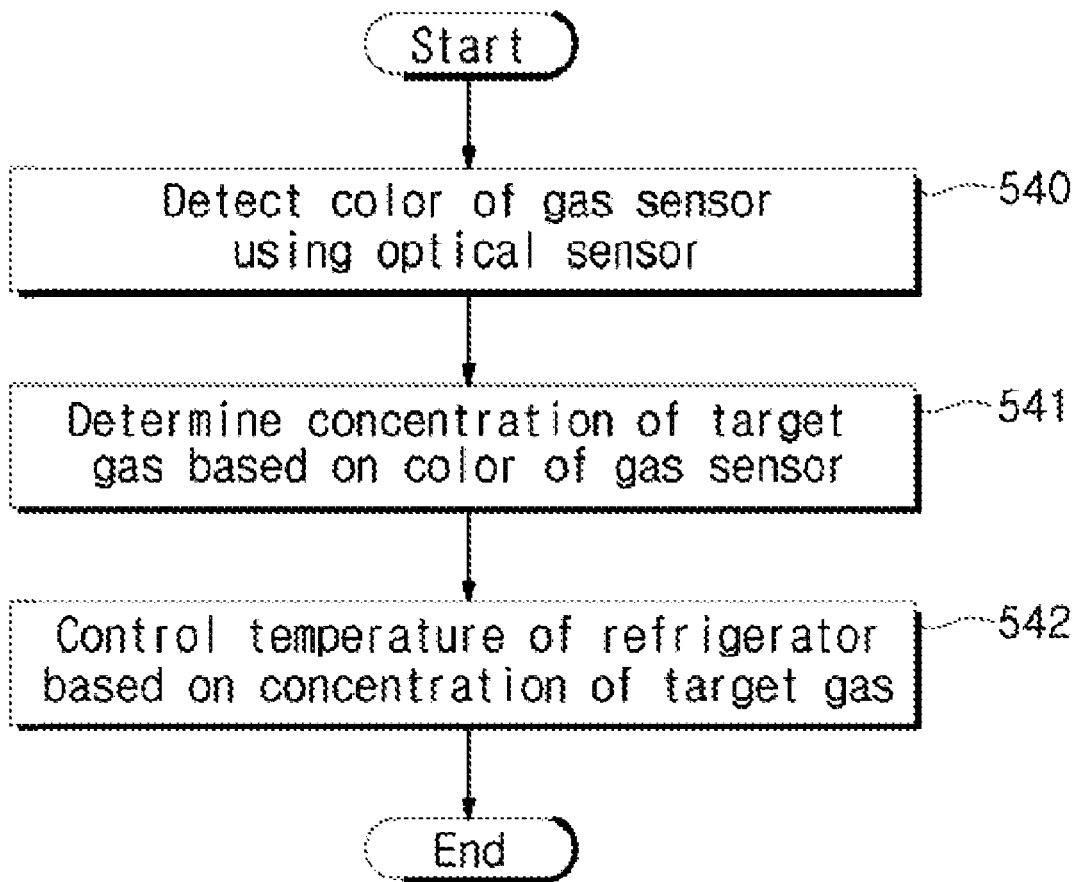 Start
Detect color of gas sensor
using optical sensor
540
Determine concentration of target
gas based on color of gas sensor
541
Control temperature of refrigerator
based on concentration of target gas
542
End